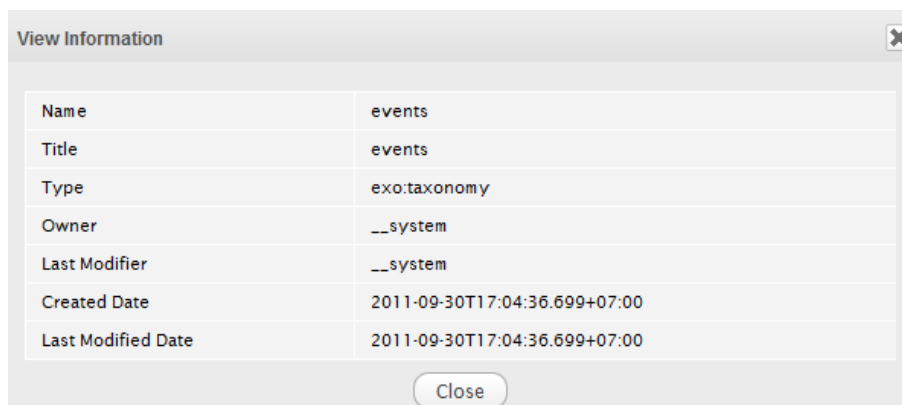 View Information
Name events
Title events
Type exo:taxonomy
Owner __system
Last Modifier __system
Created Date 2011-09-30T17:04:36.699+07:00
Last Modified Date 2011-09-30T17:04:36.699+07:00
Close